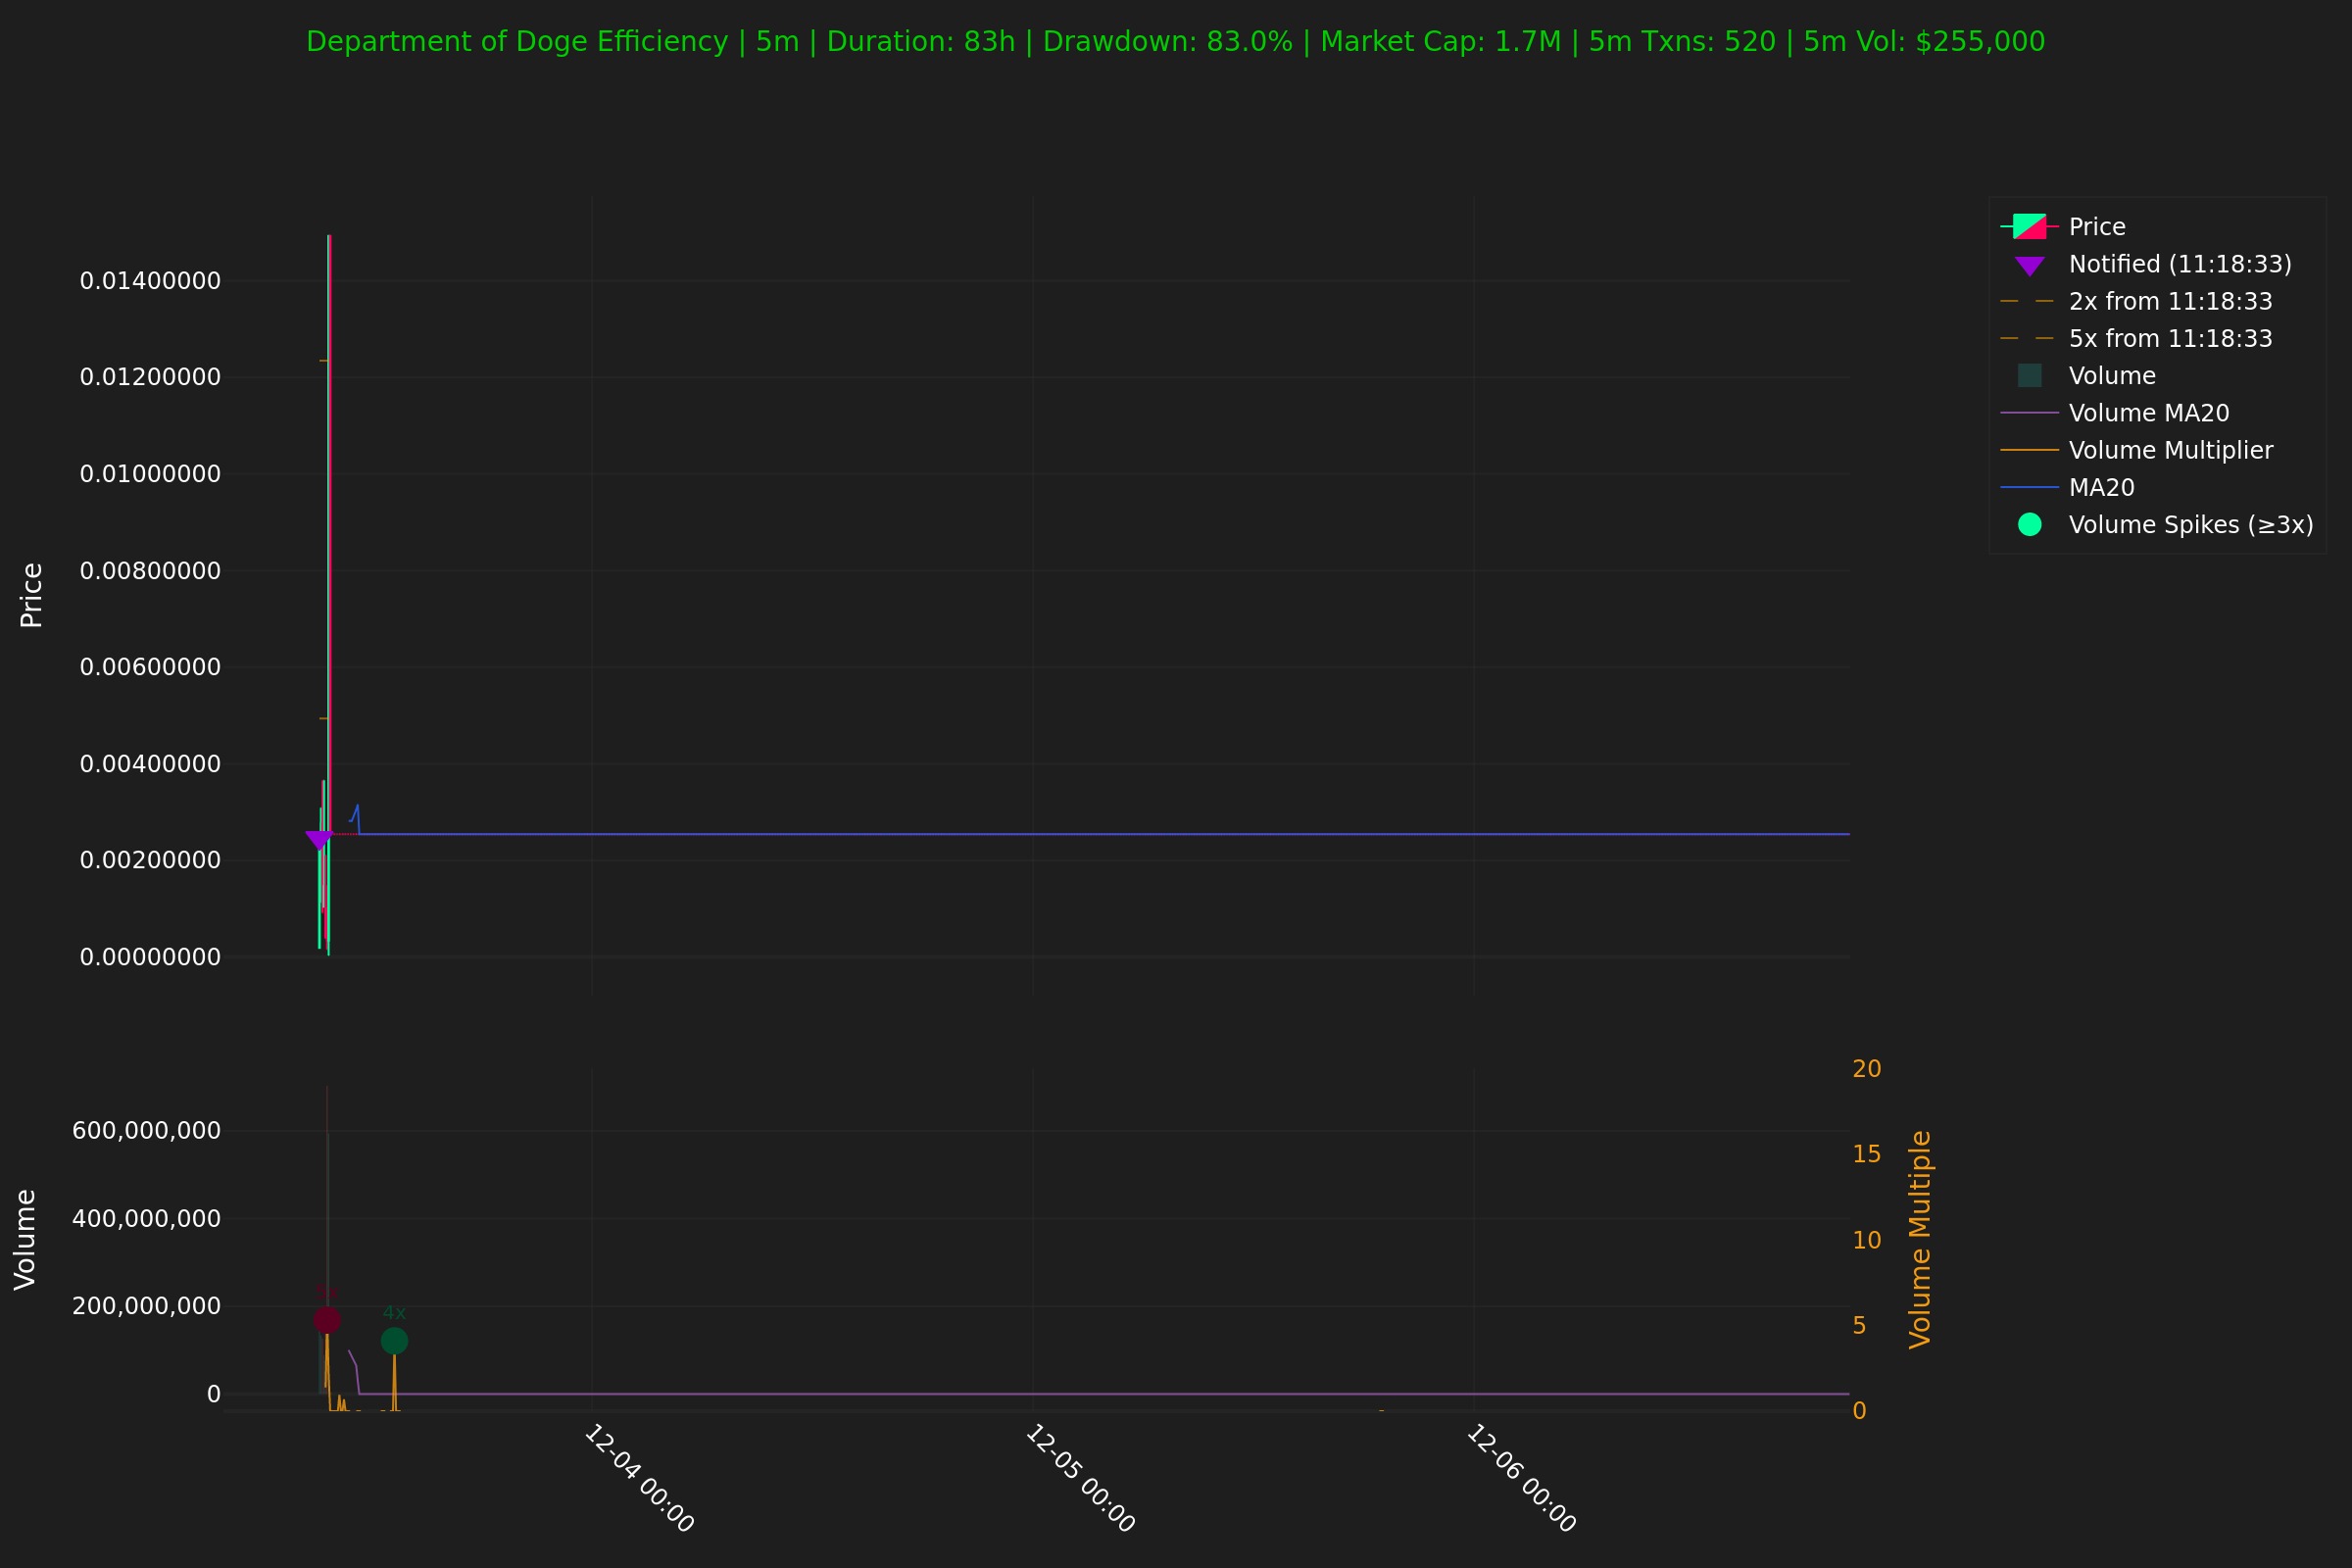 Department of Doge Efficiency | 5m | Duration: 83h | Drawdown: 83.0% | Market Cap: 1.7M | 5m Txns: 520 | 5m Vol: $255,000
Price
0.01400000
0.01200000
0.01000000
0.00800000
0.00600000
0.00400000
0.00200000
0.00000000
Price
Notified (11:18:33)
2x from 11:18:33
5x from 11:18:33
Volume
Volume MA20
Volume Multiplier
MA20
Volume Spikes (≥3x)
Volume
600,000,000
400,000,000
200,000,000
0
4x
20
15
10
5
0
Volume Multiple
12-04 00:00
12-05 00:00
12-06 00:00